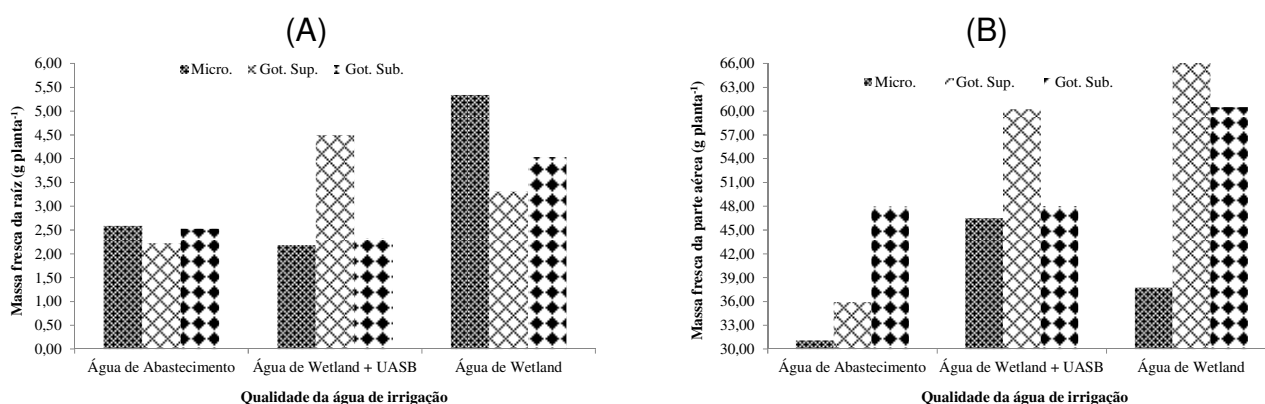 (A)
Massa fresca da raíz (g planta⁻¹)
6,00
5,50
5,00
4,50
4,00
3,50
3,00
2,50
2,00
1,50
1,00
0,50
0,00
Micro. Got. Sup. Got. Sub.
Água de Abastecimento Água de Wetland + UASB Água de Wetland
Qualidade da água de irrigação
(B)
Massa fresca da parte aérea (g planta⁻¹)
66,00
63,00
60,00
57,00
54,00
51,00
48,00
45,00
42,00
39,00
36,00
33,00
30,00
Micro. Got. Sup. Got. Sub.
Água de Abastecimento Água de Wetland + UASB Água de Wetland
Qualidade da água de irrigação